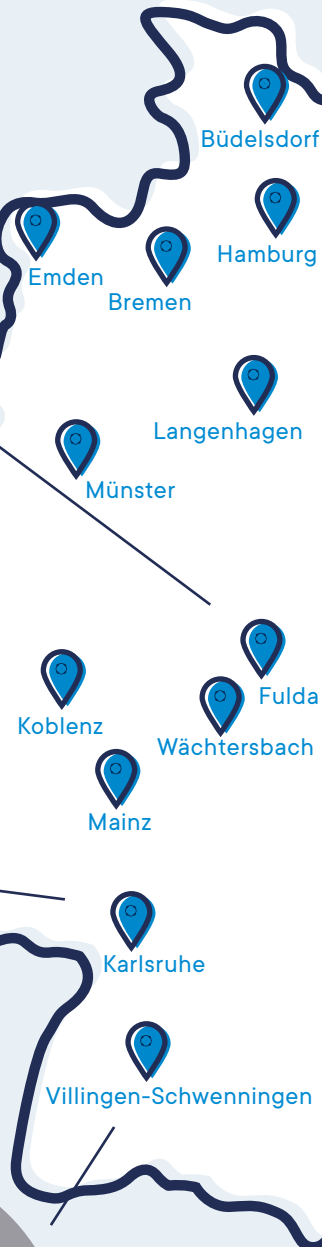 Büdelsdorf
Hamburg
Emden
Bremen
Langenhagen
Münster
Fulda
Koblenz
Wächtersbach
Mainz
Karlsruhe
Villingen-Schwenningen